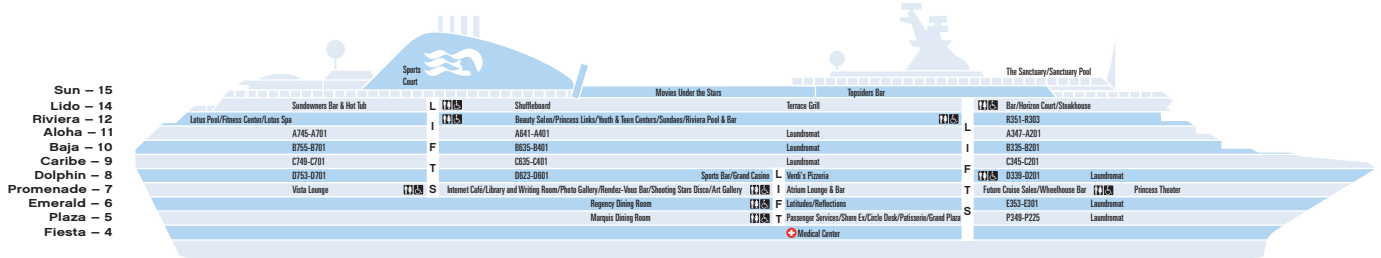 Sports
Court
The Sanctuary/Sanctuary Pool
Sun – 15 Movies Under the Stars Topsiders Bar
Lido – 14 Sundowners Bar & Hot Tub L Shuffleboard Terrace Grill Bar/Horizon Court/Steakhouse
Riviera – 12 Lotus Pool/Fitness Center/Lotus Spa I Beauty Salon/Princess Links/Youth & Teen Centers/Sundaes/Riviera Pool & Bar L R351-R303
Aloha – 11 A745-A701 F A641-A401 Laundromat I A347-A201
Baja – 10 B755-B701 T B635-B401 Laundromat F B335-B201
Caribe – 9 C749-C701 S C635-C401 Laundromat T C345-C201
Dolphin – 8 D753-D701 D623-D601 Sports Bar/Grand Casino L Verdi's Pizzeria S D339-D201 Laundromat
Promenade – 7 Vista Lounge Internet Café/Library and Writing Room/Photo Gallery/Rendez-Vous Bar/Shooting Stars Disco/Art Gallery I Atrium Lounge & Bar Future Cruise Sales/Wheelhouse Bar Princess Theater
Emerald – 6 Regency Dining Room F Latitudes/Reflections E353-E301 Laundromat
Plaza – 5 Marquis Dining Room T Passenger Services/Shore Ex/Circle Desk/Patisserie/Grand Plaza P349-P225 Laundromat
Fiesta – 4 Medical Center